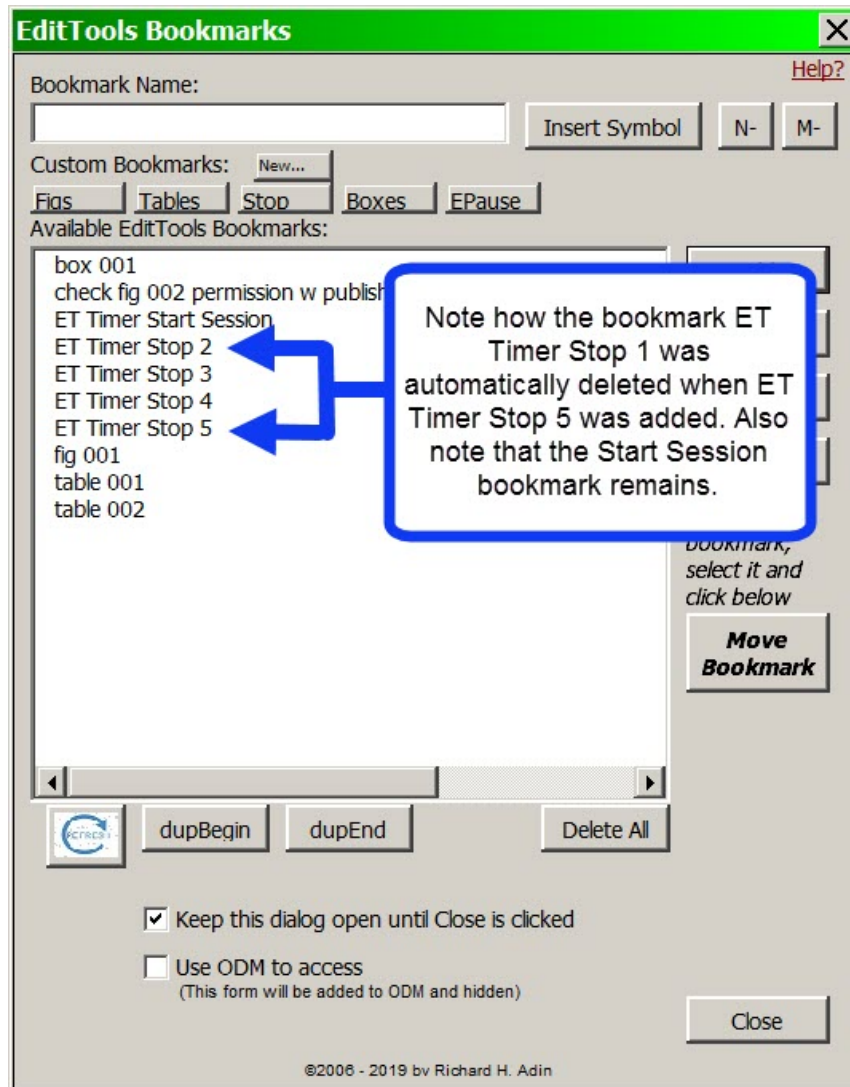 EditTools Bookmarks
Help?
Bookmark Name:
Insert Symbol N- M-
Custom Bookmarks: New...
Figs Tables Stop Boxes EPause
Available EditTools Bookmarks:
box 001
check fig 002 permission w publish
ET Timer Start Session
ET Timer Stop 2
ET Timer Stop 3
ET Timer Stop 4
ET Timer Stop 5
fig 001
table 001
table 002
Note how the bookmark ET
Timer Stop 1 was
automatically deleted when ET
Timer Stop 5 was added. Also
note that the Start Session
bookmark remains.
bookmark,
select it and
click below
Move
Bookmark
REFRESH
dupBegin dupEnd Delete All
Keep this dialog open until Close is clicked
Use ODM to access
(This form will be added to ODM and hidden)
Close
©2006 - 2019 by Richard H. Adin